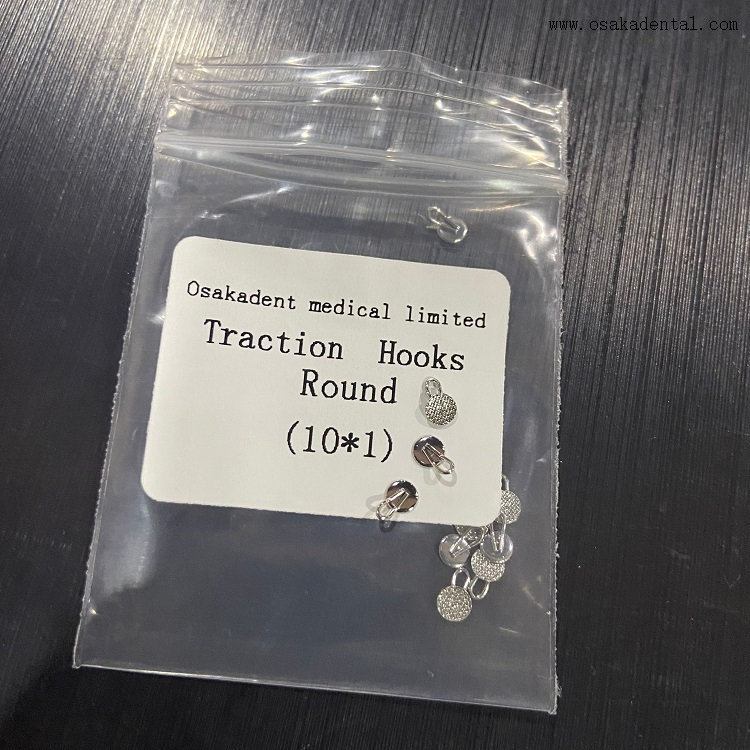 www.osakadental.com
Osakadent medical limited
Traction Hooks
Round
(10*1)